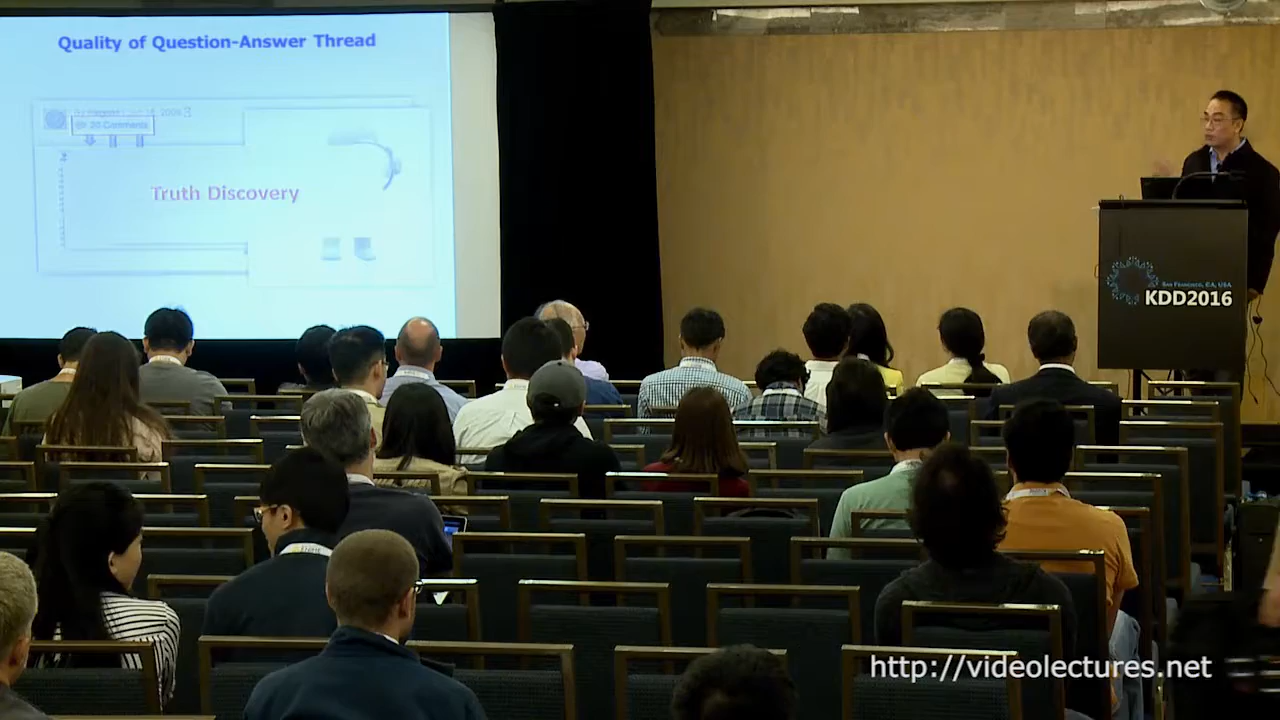 Quality of Question-Answer Thread
20 Comments
Truth Discovery
San Francisco, CA, USA
KDD2016
http://videolectures.net